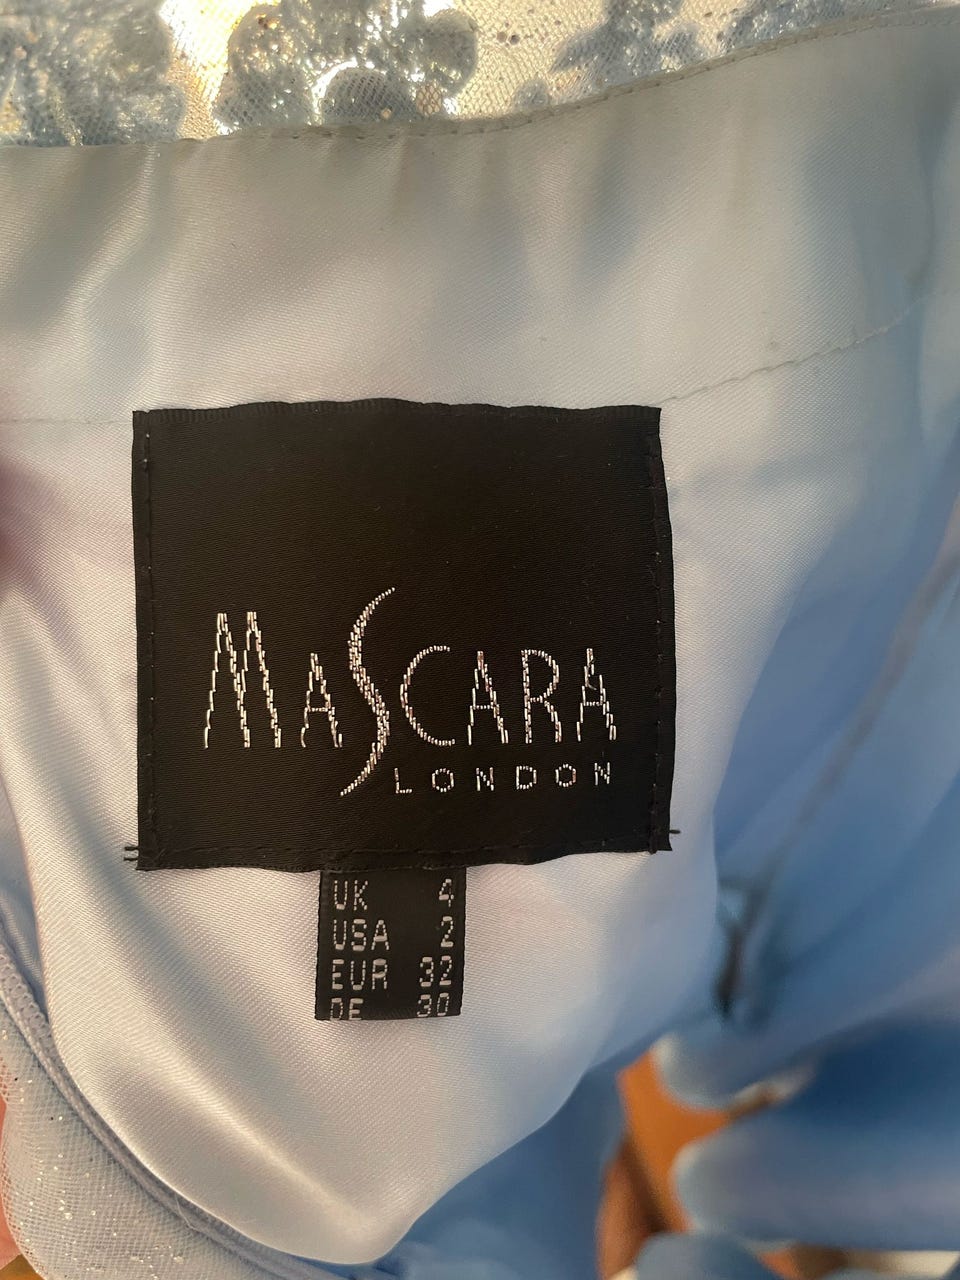 MASCARA
LONDON
UK 4
USA 2
EUR 32
DE 30